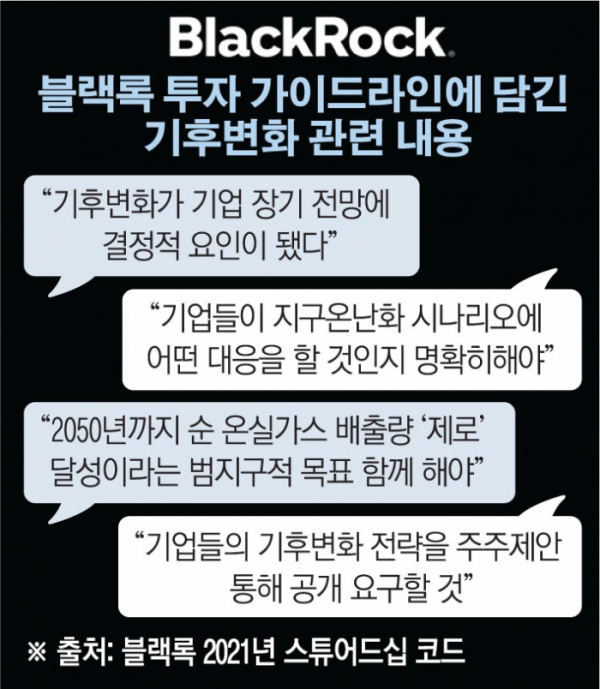 BlackRock®
블랙록 투자 가이드라인에 담긴
기후변화 관련 내용
“기후변화가 기업 장기 전망에
결정적 요인이 됐다”
“기업들이 지구온난화 시나리오에
어떤 대응을 할 것인지 명확히해야”
“2050년까지 순 온실가스 배출량 ‘제로’
달성이라는 범지구적 목표 함께 해야”
“기업들의 기후변화 전략을 주주제안
통해 공개 요구할 것”
※ 출처: 블랙록 2021년 스튜어드십 코드